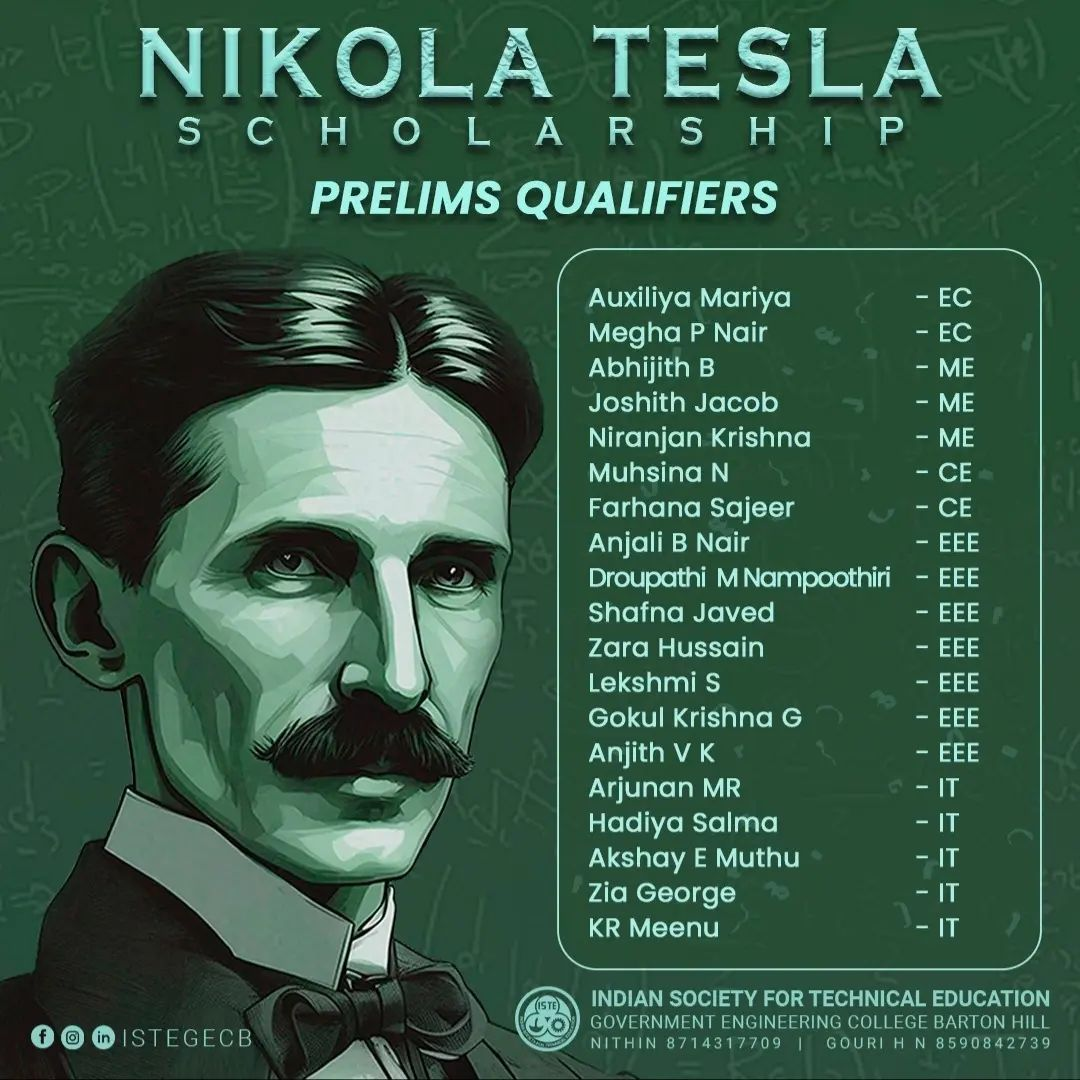 NIKOLA TESLA
SCHOLARSHIP
PRELIMS QUALIFIERS
Auxiliya Mariya - EC
Megha P Nair - EC
Abhijith B - ME
Joshith Jacob - ME
Niranjan Krishna - ME
Muhsina N - CE
Farhana Sajeer - CE
Anjali B Nair - EEE
Droupathi M Nampoothiri - EEE
Shafna Javed - EEE
Zara Hussain - EEE
Lekshmi S - EEE
Gokul Krishna G - EEE
Anjith V K - EEE
Arjunan MR - IT
Hadiya Salma - IT
Akshay E Muthu - IT
Zia George - IT
KR Meenu - IT
ISTEGECB
ISTE
INDIAN SOCIETY FOR TECHNICAL EDUCATION
GOVERNMENT ENGINEERING COLLEGE BARTON HILL
NITHIN 8714317709 | GOURI H N 8590842739